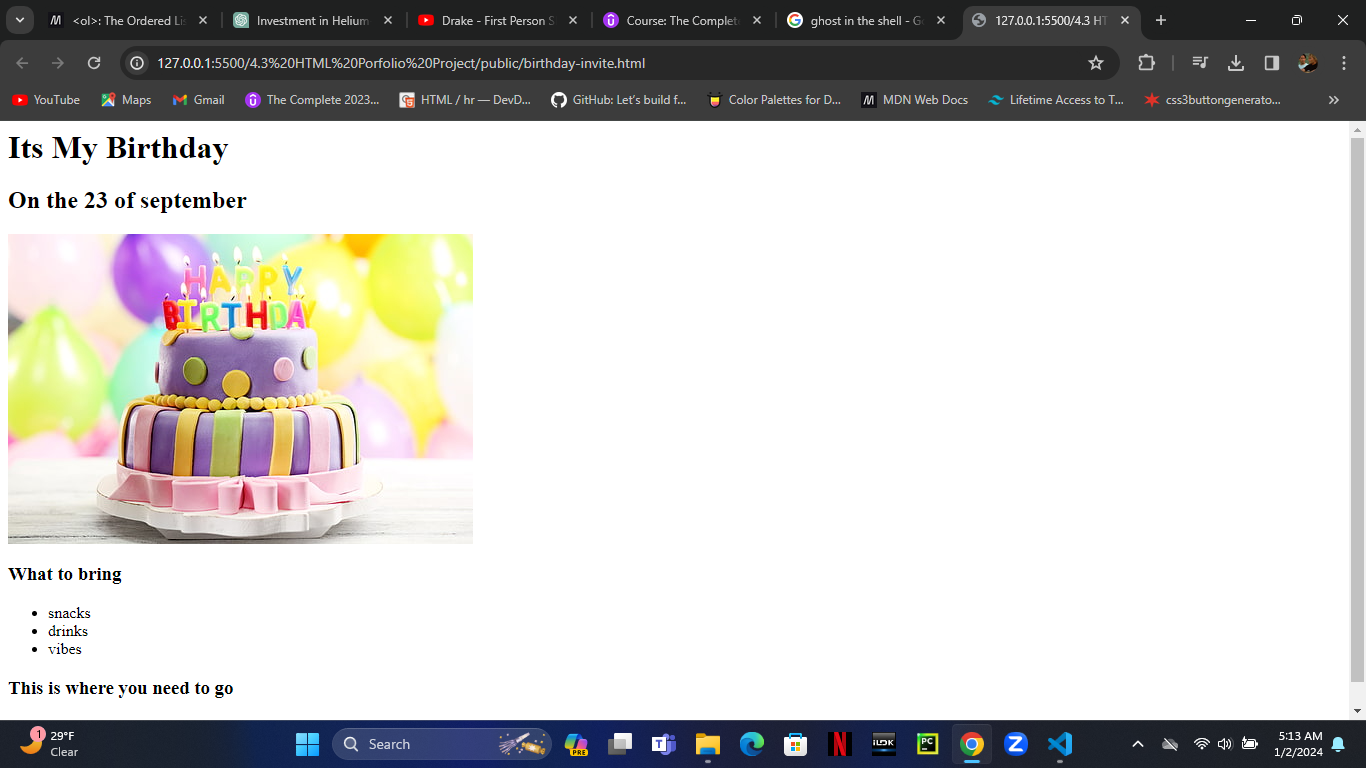 <ol>: The Ordered Lis
Investment in Helium
Drake - First Person S
Course: The Complete
ghost in the shell - Go
127.0.0.1:5500/4.3 HT
127.0.0.1:5500/4.3%20HTML%20Porfolio%20Project/public/birthday-invite.html
YouTube
Maps
Gmail
The Complete 2023...
HTML / hr — DevD...
GitHub: Let's build f...
Color Palettes for D...
MDN Web Docs
Lifetime Access to T...
css3buttongenerato...
Its My Birthday
On the 23 of september
HAPPY
BIRTHDAY
What to bring
snacks
drinks
vibes
This is where you need to go
1
29°F
Clear
Search
PRE
PC
5:13 AM
1/2/2024